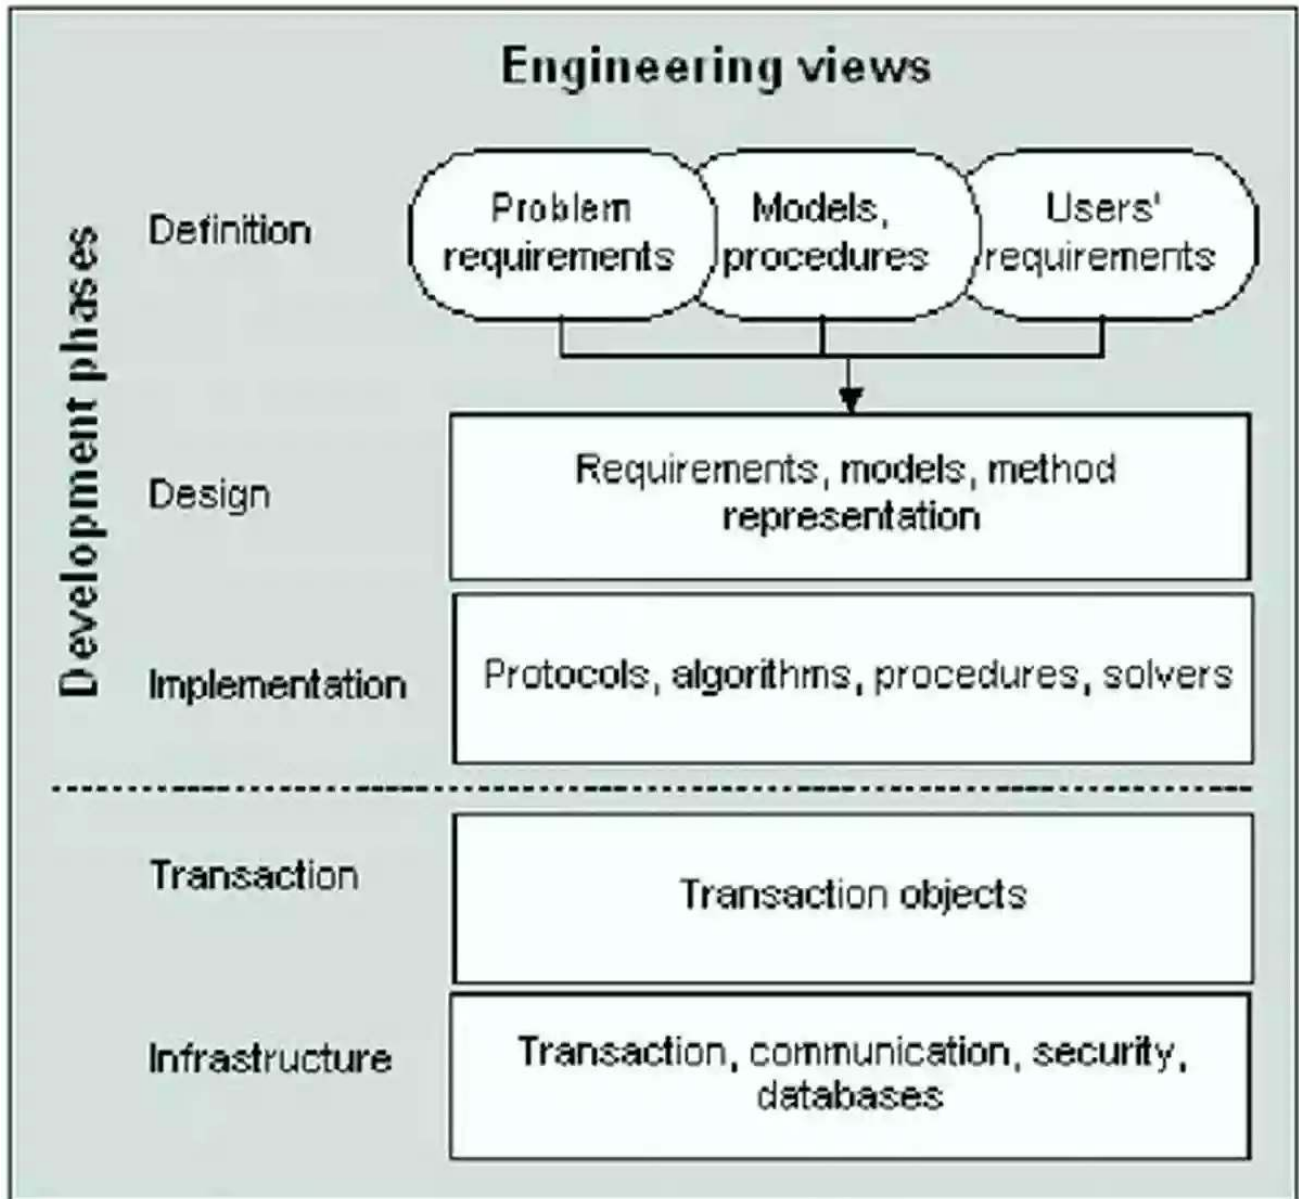 Engineering views
Development phases
Definition
Problem
requirements
Models,
procedures
Users'
requirements
Design
Requirements, models, method
representation
Implementation
Protocols, algorithms, procedures, solvers
Transaction
Transaction objects
Infrastructure
Transaction, communication, security,
databases